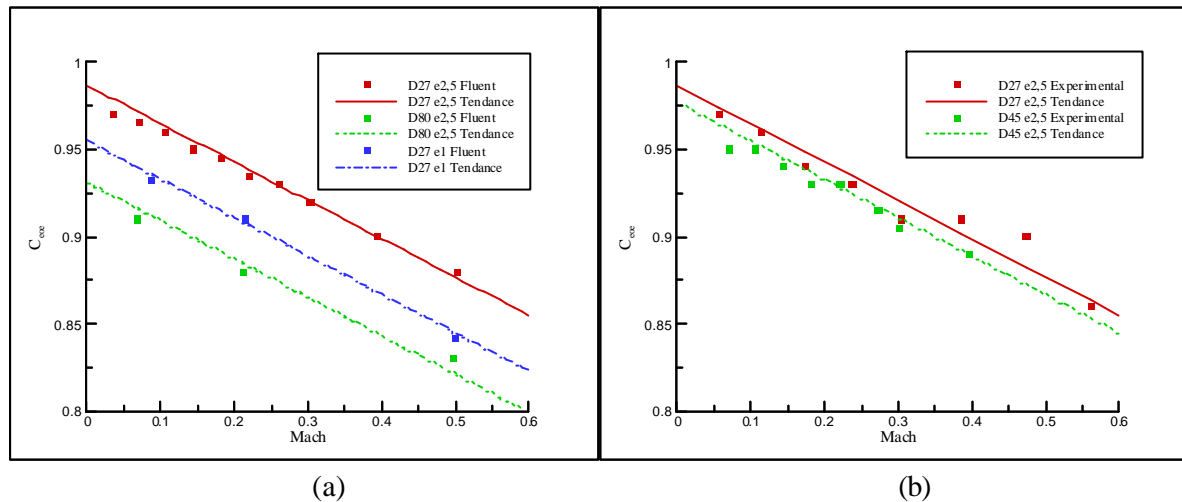 D27 e2,5 Fluent
D27 e2,5 Tendance
D80 e2,5 Fluent
D80 e2,5 Tendance
D27 e1 Fluent
D27 e1 Tendance
1
0.95
0.9
0.85
0.8
C
0 0.1 0.2 0.3 0.4 0.5 0.6
Mach
(a)
D27 e2,5 Experimental
D27 e2,5 Tendance
D45 e2,5 Experimental
D45 e2,5 Tendance
1
0.95
0.9
0.85
0.8
C
0 0.1 0.2 0.3 0.4 0.5 0.6
Mach
(b)